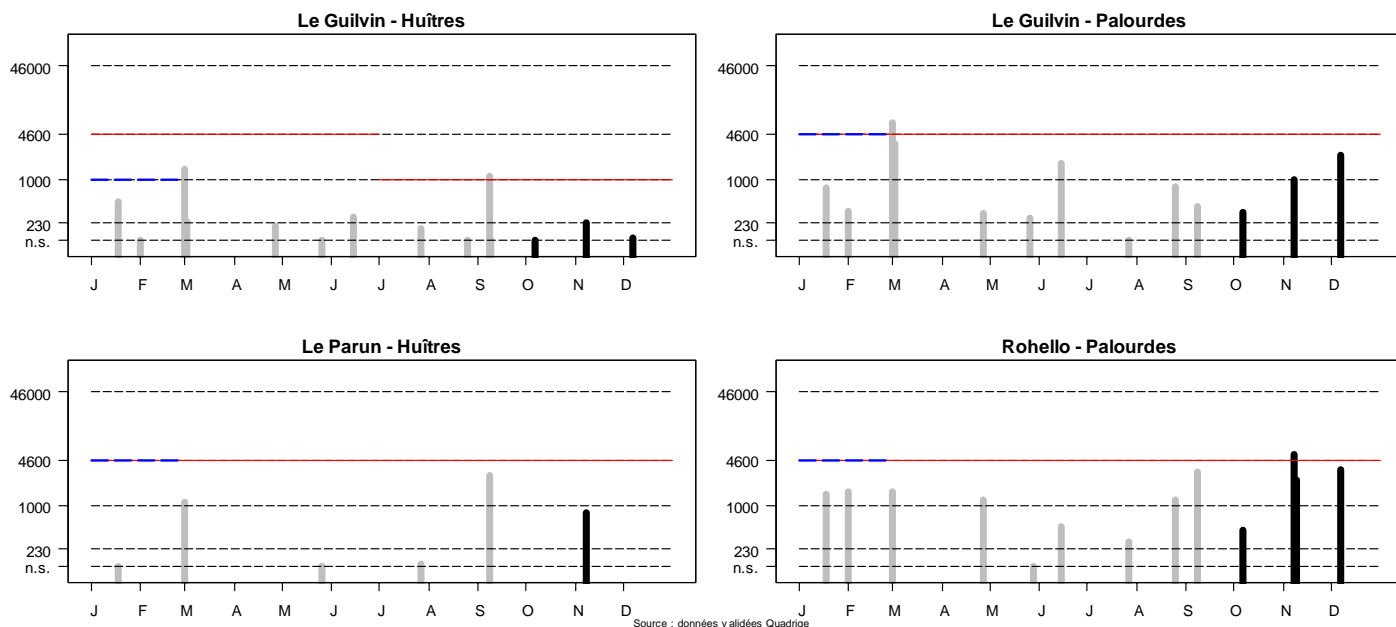 Le Guilvin - Huîtres
46000
4600
1000
230
n.s.
J F M A M J J A S O N D
Le Guilvin - Palourdes
46000
4600
1000
230
n.s.
J F M A M J J A S O N D
Le Parun - Huîtres
46000
4600
1000
230
n.s.
J F M A M J J A S O N D
Rohello - Palourdes
46000
4600
1000
230
n.s.
J F M A M J J A S O N D
Source : données validées Quadrige